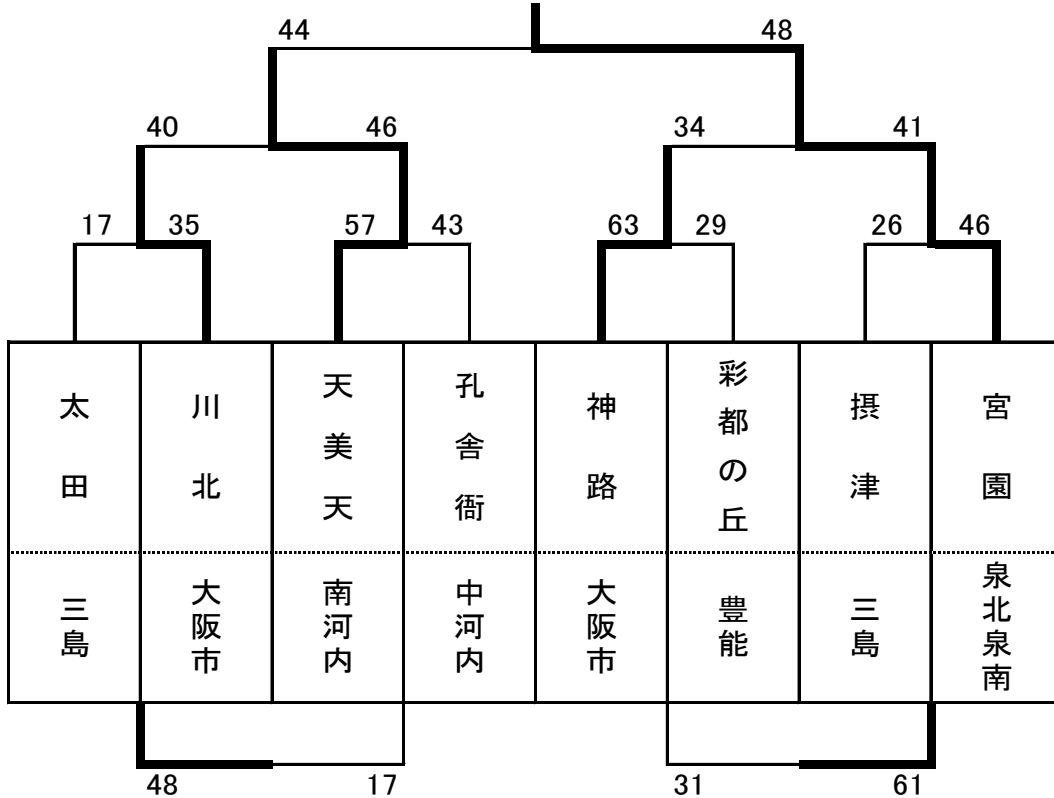 44 48
40 46 34 41
17 35 57 43 63 29 26 46
太田
川北
天美天
孔舎衙
神路
彩都の丘
摂津
宮園
三島
大阪市
南河内
中河内
大阪市
豊能
三島
泉北泉南
48 17 31 61